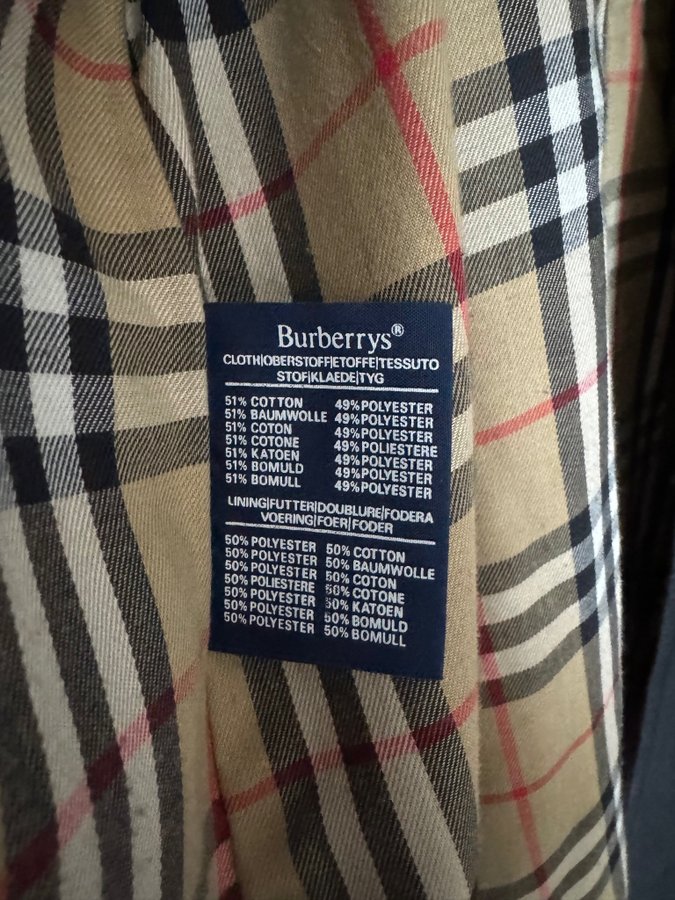 Burberrys®
CLOTH|OBERSTOFF|ETOFFE|TESSUTO
STOF|KLAEDE|TYG
51% COTTON 49% POLYESTER
51% BAUMWOLLE 49% POLYESTER
51% COTON 49% POLYESTER
51% COTONE 49% POLIESTERE
51% KATOEN 49% POLYESTER
51% BOMULD 49% POLYESTER
51% BOMULL 49% POLYESTER
LINING|FUTTER|DOUBLURE|FODERA
VOERING|FOER|FODER
50% POLYESTER 50% COTTON
50% POLYESTER 50% BAUMWOLLE
50% POLYESTER 50% COTON
50% POLIESTERE 50% COTONE
50% POLYESTER 50% KATOEN
50% POLYESTER 50% BOMULD
50% POLYESTER 50% BOMULL